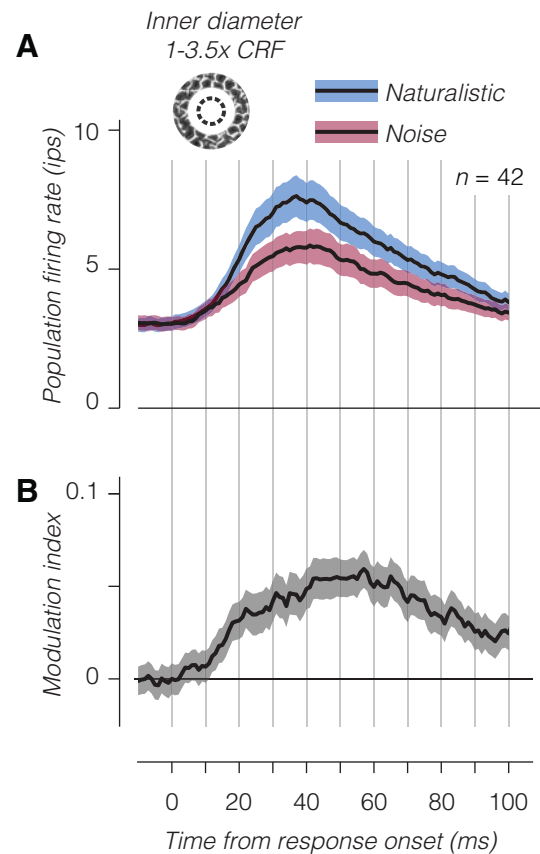 Inner diameter
1-3.5x CRF
A
Naturalistic
Noise
n = 42
Population firing rate (ips)
10
5
0
B
Modulation index
0.1
0
0 20 40 60 80 100
Time from response onset (ms)